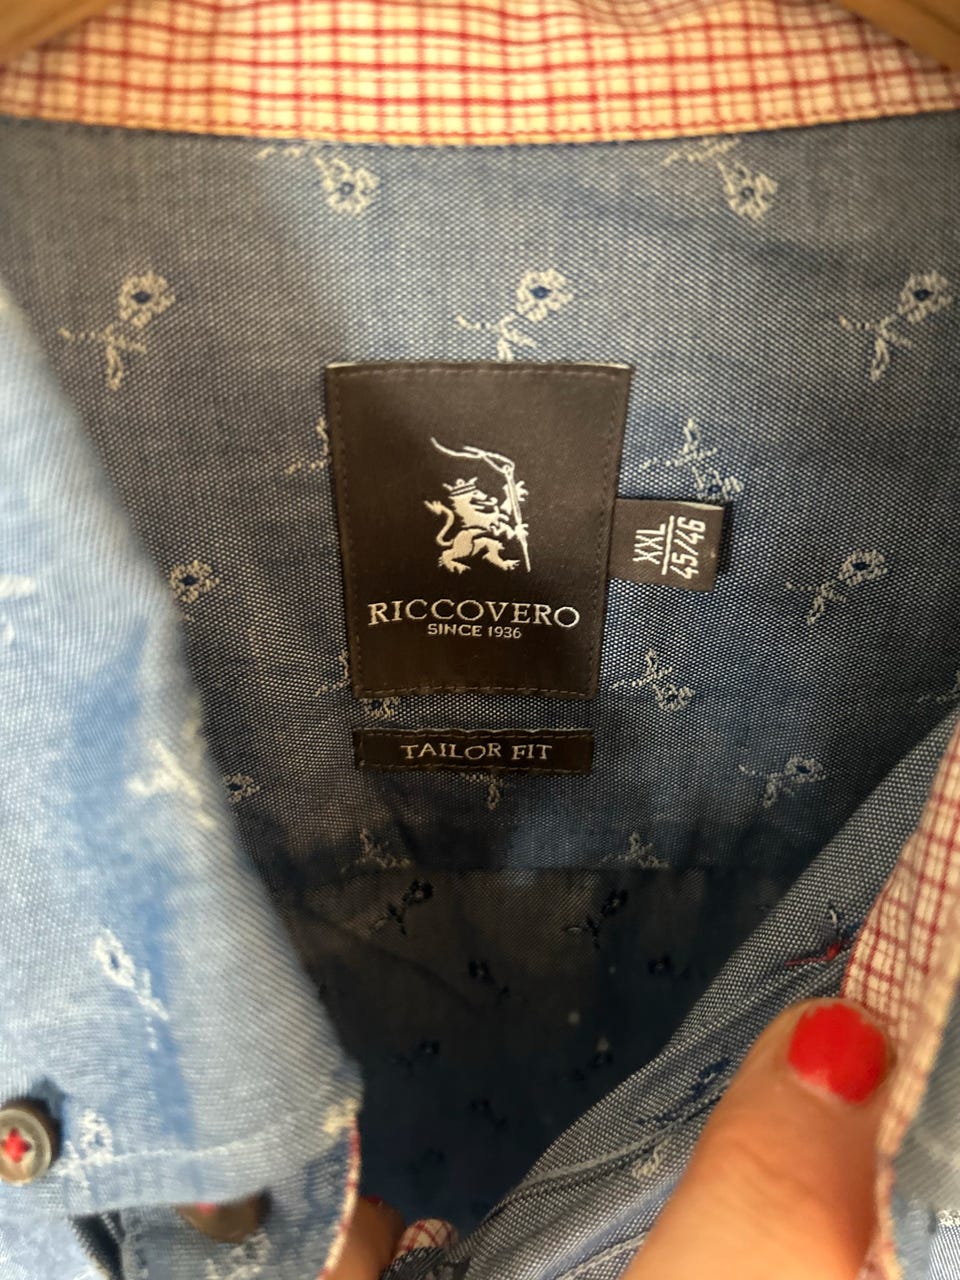 RICCOVERO
SINCE 1936
XXL
45/46
TAILOR FIT